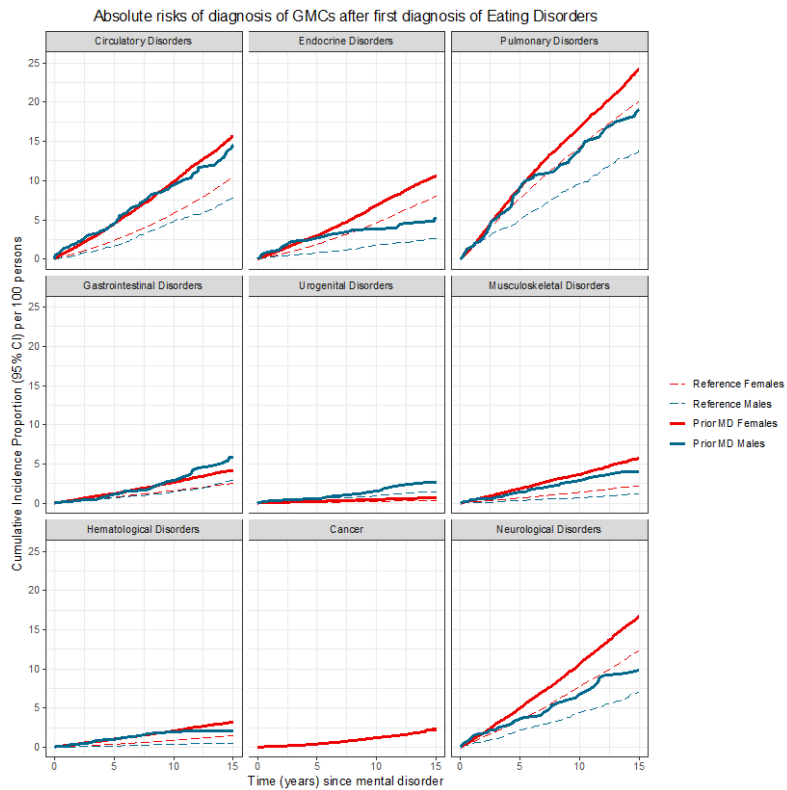 Absolute risks of diagnosis of GMCs after first diagnosis of Eating Disorders
Circulatory Disorders
Endocrine Disorders
Pulmonary Disorders
25
20
15
10
5
0
Gastrointestinal Disorders
Urogenital Disorders
Musculoskeletal Disorders
25
20
15
10
5
0
Hematological Disorders
Cancer
Neurological Disorders
25
20
15
10
5
0
0 5 10 15
0 5 10 15
0 5 10 15
Cumulative Incidence Proportion (95% CI) per 100 persons
Time (years) since mental disorder
Reference Females
Reference Males
Prior MD Females
Prior MD Males